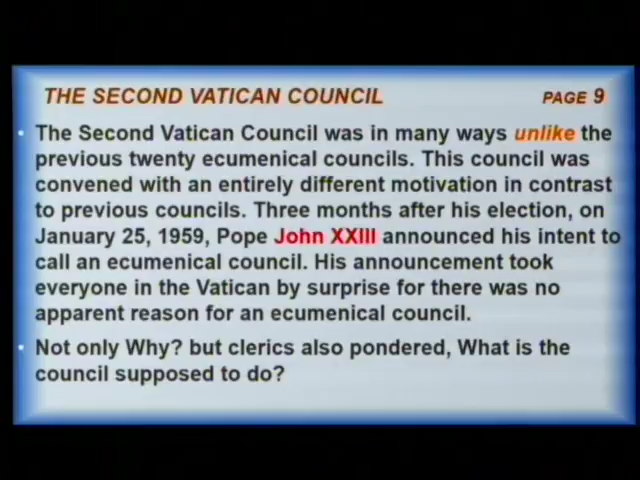 THE SECOND VATICAN COUNCIL PAGE 9
• The Second Vatican Council was in many ways unlike the
previous twenty ecumenical councils. This council was
convened with an entirely different motivation in contrast
to previous councils. Three months after his election, on
January 25, 1959, Pope John XXIII announced his intent to
call an ecumenical council. His announcement took
everyone in the Vatican by surprise for there was no
apparent reason for an ecumenical council.
• Not only Why? but clerics also pondered, What is the
council supposed to do?